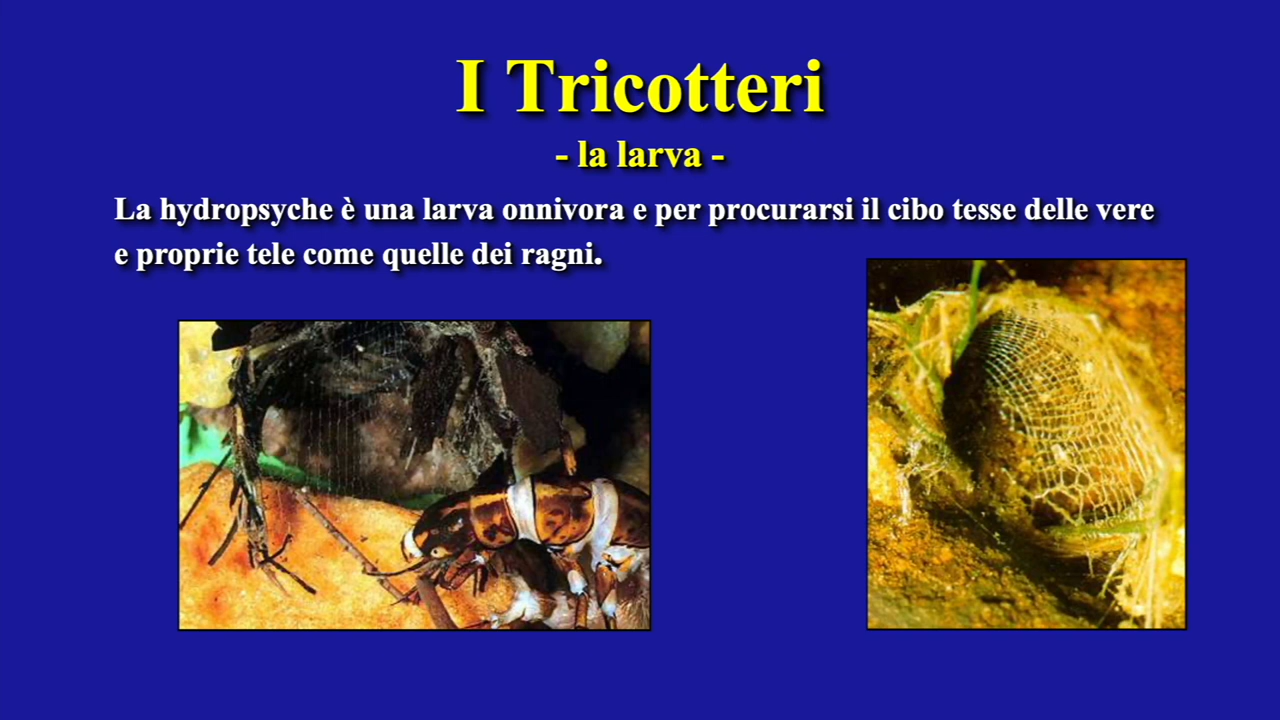 I Tricotteri
- la larva -
La hydropsyche è una larva onnivora e per procurarsi il cibo tesse delle vere
e proprie tele come quelle dei ragni.